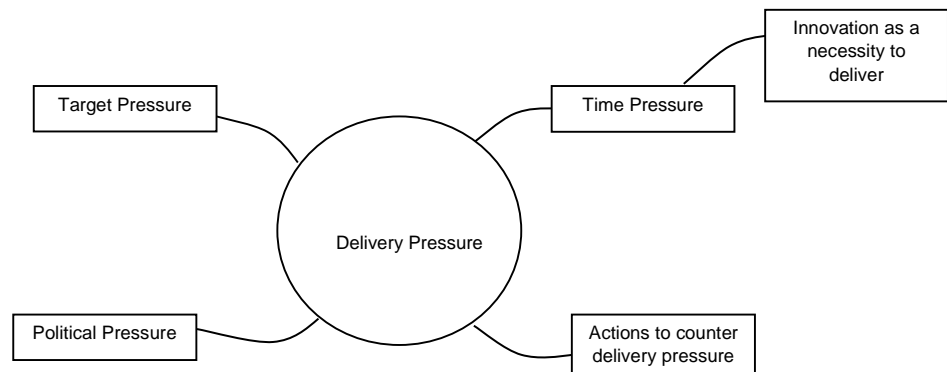 Innovation as a
necessity to
deliver
Target Pressure
Time Pressure
Delivery Pressure
Political Pressure
Actions to counter
delivery pressure